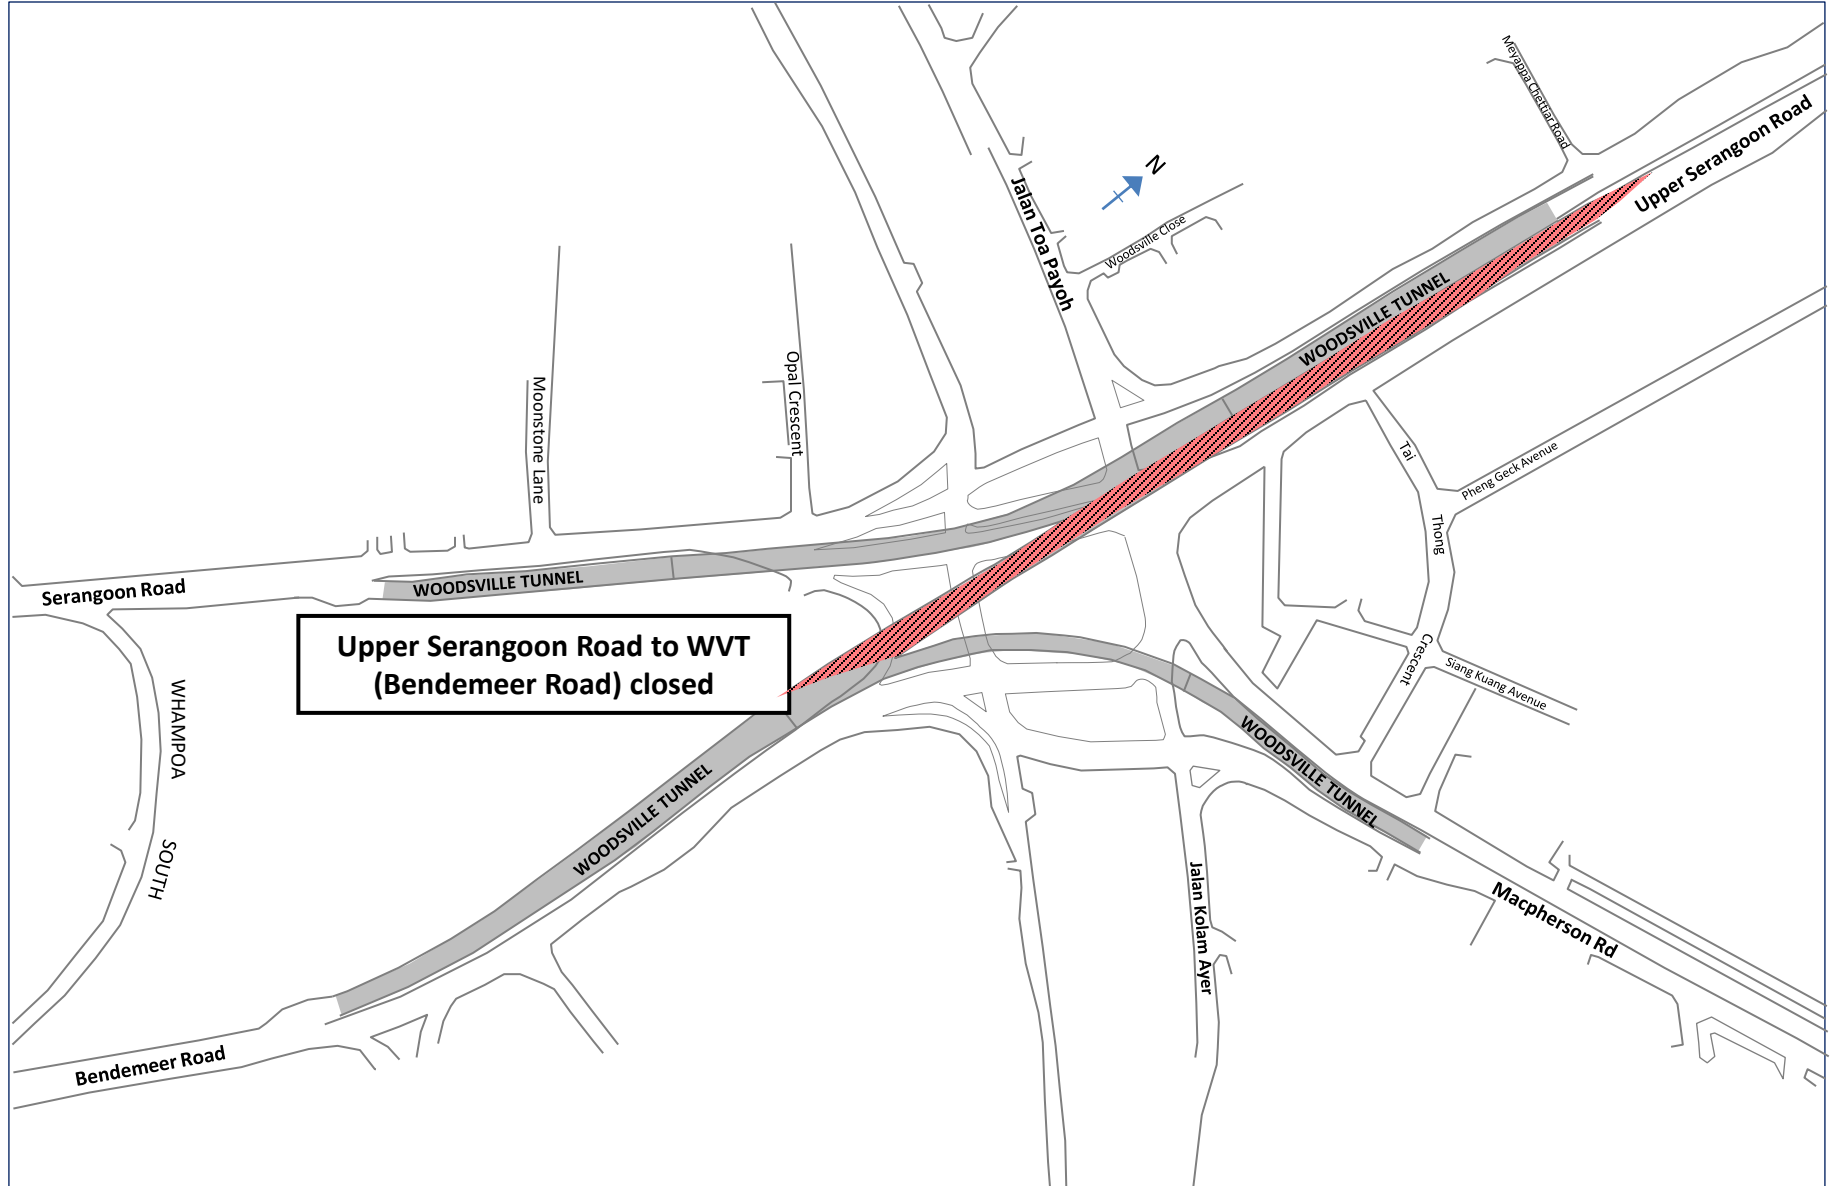 Meyappa Chettiar Road
Upper Serangoon Road
N
Jalan Toa Payoh
Woodsville Close
WOODSVILLE TUNNEL
Opal Crescent
Moonstone Lane
Tai
Thong
Crescent
Pheng Geck Avenue
Siang Kuang Avenue
WOODSVILLE TUNNEL
Serangoon Road
Upper Serangoon Road to WVT
(Bendemeer Road) closed
WHAMPOA
SOUTH
WOODSVILLE TUNNEL
WOODSVILLE TUNNEL
Jalan Kolam Ayer
Macpherson Rd
Bendemeer Road